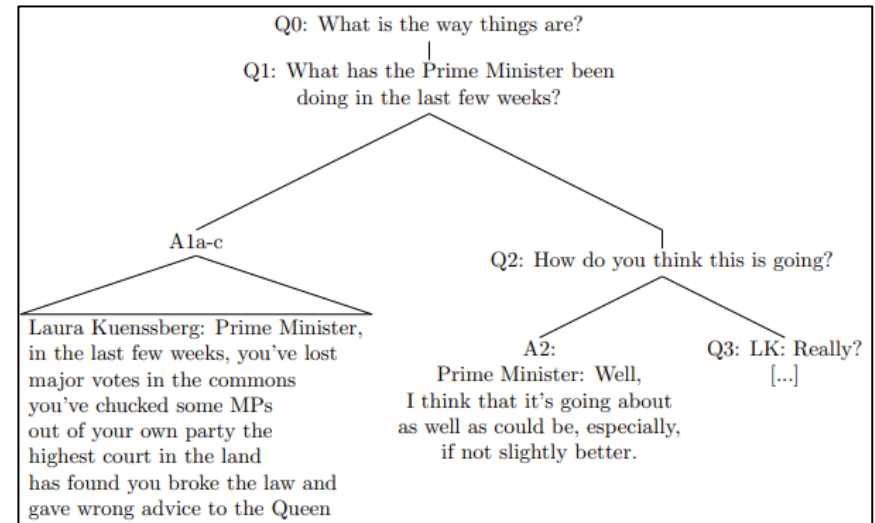 Q0: What is the way things are?
Q1: What has the Prime Minister been
doing in the last few weeks?
A1a-c
Laura Kuenssberg: Prime Minister,
in the last few weeks, you've lost
major votes in the commons
you've chucked some MPs
out of your own party the
highest court in the land
has found you broke the law and
gave wrong advice to the Queen
Q2: How do you think this is going?
A2:
Prime Minister: Well,
I think that it's going about
as well as could be, especially,
if not slightly better.
Q3: LK: Really?
[...]